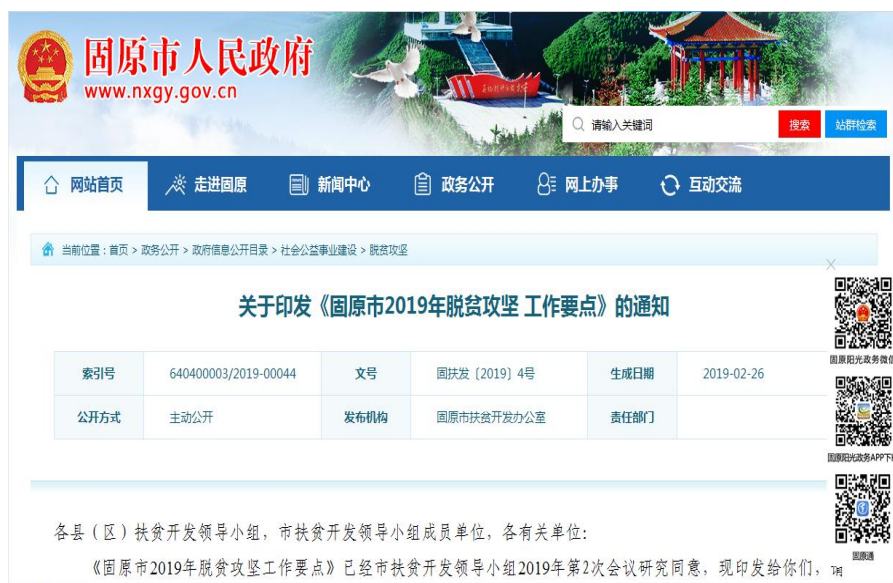 固原市人民政府
www.nxgy.gov.cn
请输入关键词
搜索
站群检索
网站首页
走进固原
新闻中心
政务公开
网上办事
互动交流
当前位置：首页 > 政务公开 > 政府信息公开目录 > 社会公益事业建设 > 脱贫攻坚
关于印发《固原市2019年脱贫攻坚 工作要点》的通知
索引号 640400003/2019-00044 文号 固扶发〔2019〕4号 生成日期 2019-02-26
公开方式 主动公开 发布机构 固原市扶贫开发办公室 责任部门
固原阳光政务微信
固原阳光政务APP下
固原通
各县（区）扶贫开发领导小组，市扶贫开发领导小组成员单位，各有关单位：
《固原市2019年脱贫攻坚工作要点》已经市扶贫开发领导小组2019年第2次会议研究同意，现印发给你们，